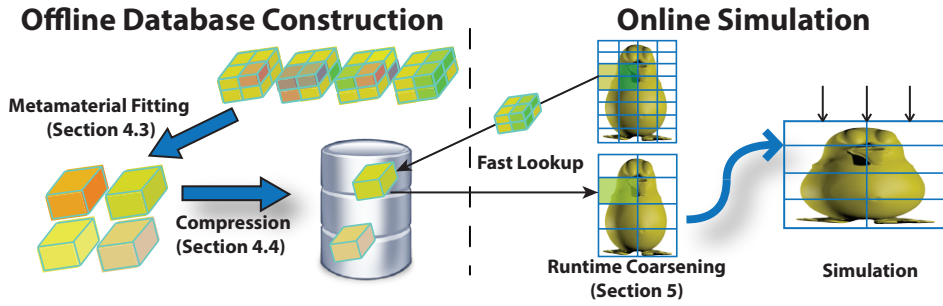 Offline Database Construction
Online Simulation
Metamaterial Fitting
(Section 4.3)
Fast Lookup
Compression
(Section 4.4)
Runtime Coarsening
(Section 5)
Simulation